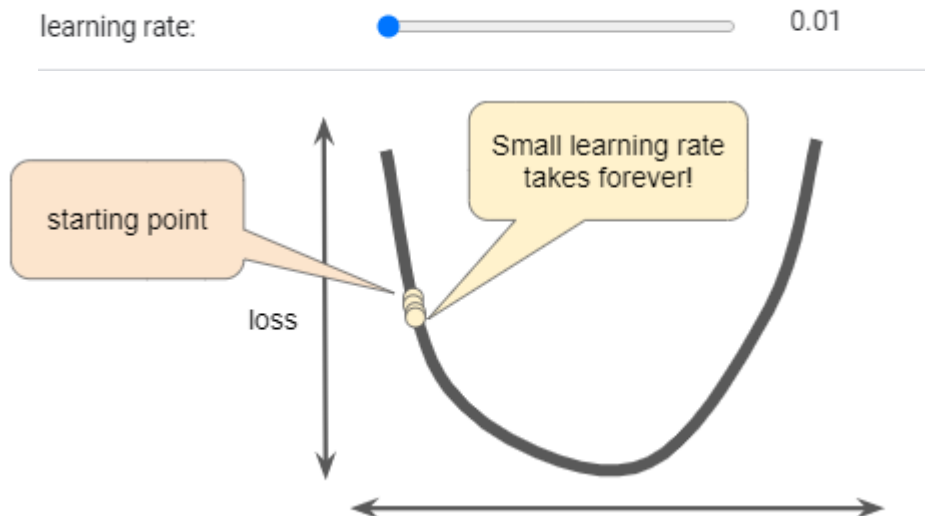 learning rate:
0.01
Small learning rate
takes forever!
starting point
loss